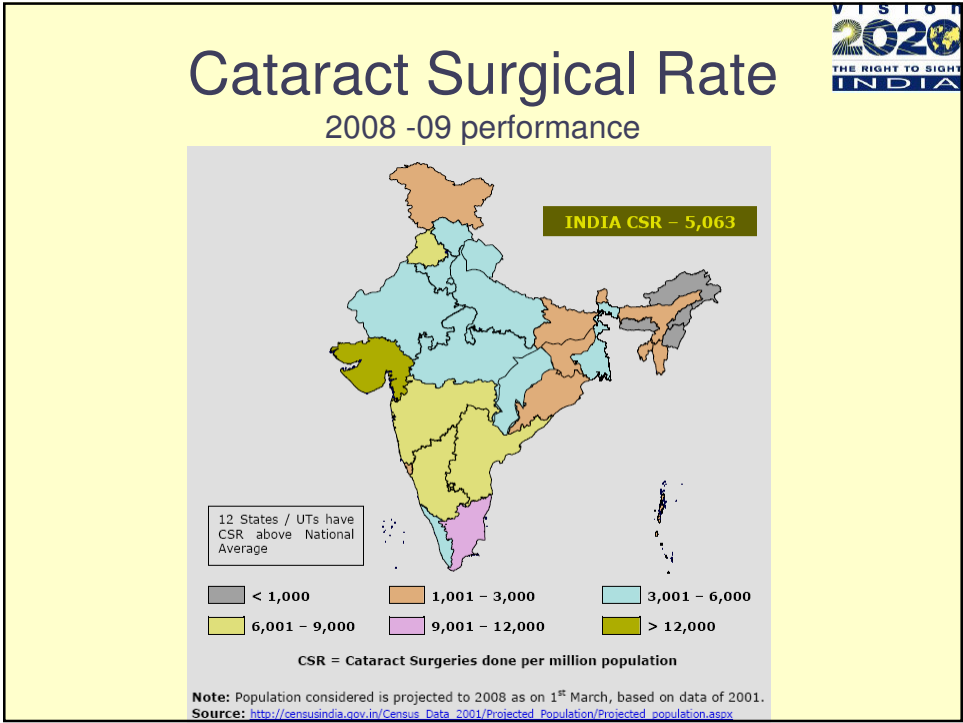 Vision
2020
THE RIGHT TO SIGHT
INDIA
Cataract Surgical Rate
2008 -09 performance
INDIA CSR – 5,063
12 States / UTs have
CSR above National
Average
< 1,000
1,001 – 3,000
3,001 – 6,000
6,001 – 9,000
9,001 – 12,000
> 12,000
CSR = Cataract Surgeries done per million population
Note: Population considered is projected to 2008 as on 1st March, based on data of 2001.
Source: http://censusindia.gov.in/Census_Data_2001/Projected_Population/Projected_population.aspx